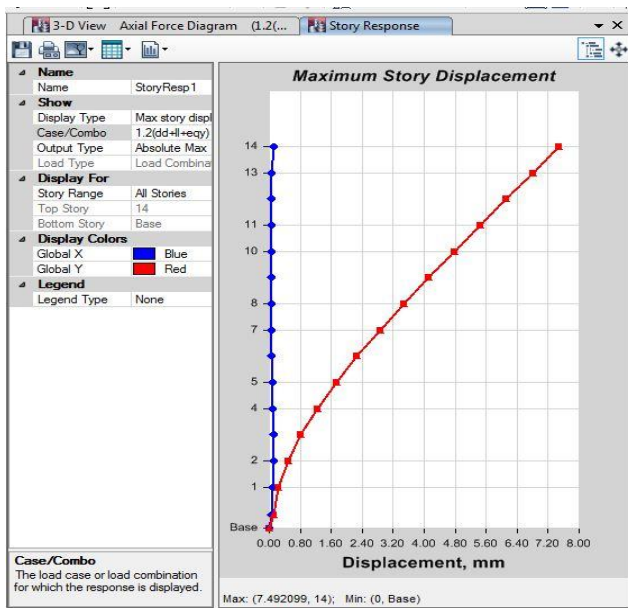 3-D View Axial Force Diagram (1.2(...
Story Response
Name
Name StoryResp1
Show
Display Type Max story displ
Case/Combo 1.2(dd+ll+eqy)
Output Type Absolute Max
Load Type Load Combina
Display For
Story Range All Stories
Top Story 14
Bottom Story Base
Display Colors
Global X Blue
Global Y Red
Legend
Legend Type None
Case/Combo
The load case or load combination
for which the response is displayed.
Maximum Story Displacement
14
13
11
10
8
7
5
4
2
1
Base
0.00 0.80 1.60 2.40 3.20 4.00 4.80 5.60 6.40 7.20 8.00
Displacement, mm
Max: (7.492099, 14); Min: (0, Base)